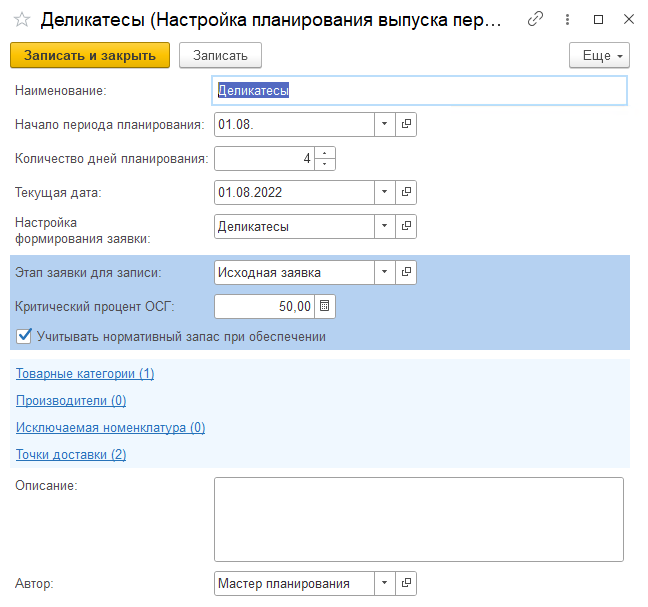 Деликатесы (Настройка планирования выпуска пер...
Записать и закрыть Записать Еще
Наименование: Деликатесы
Начало периода планирования: 01.08.
Количество дней планирования: 4
Текущая дата: 01.08.2022
Настройка
формирования заявки: Деликатесы
Этап заявки для записи: Исходная заявка
Критический процент ОСГ: 50,00
Учитывать нормативный запас при обеспечении
Товарные категории (1)
Производители (0)
Исключаемая номенклатура (0)
Точки доставки (2)
Описание:
Автор: Мастер планирования